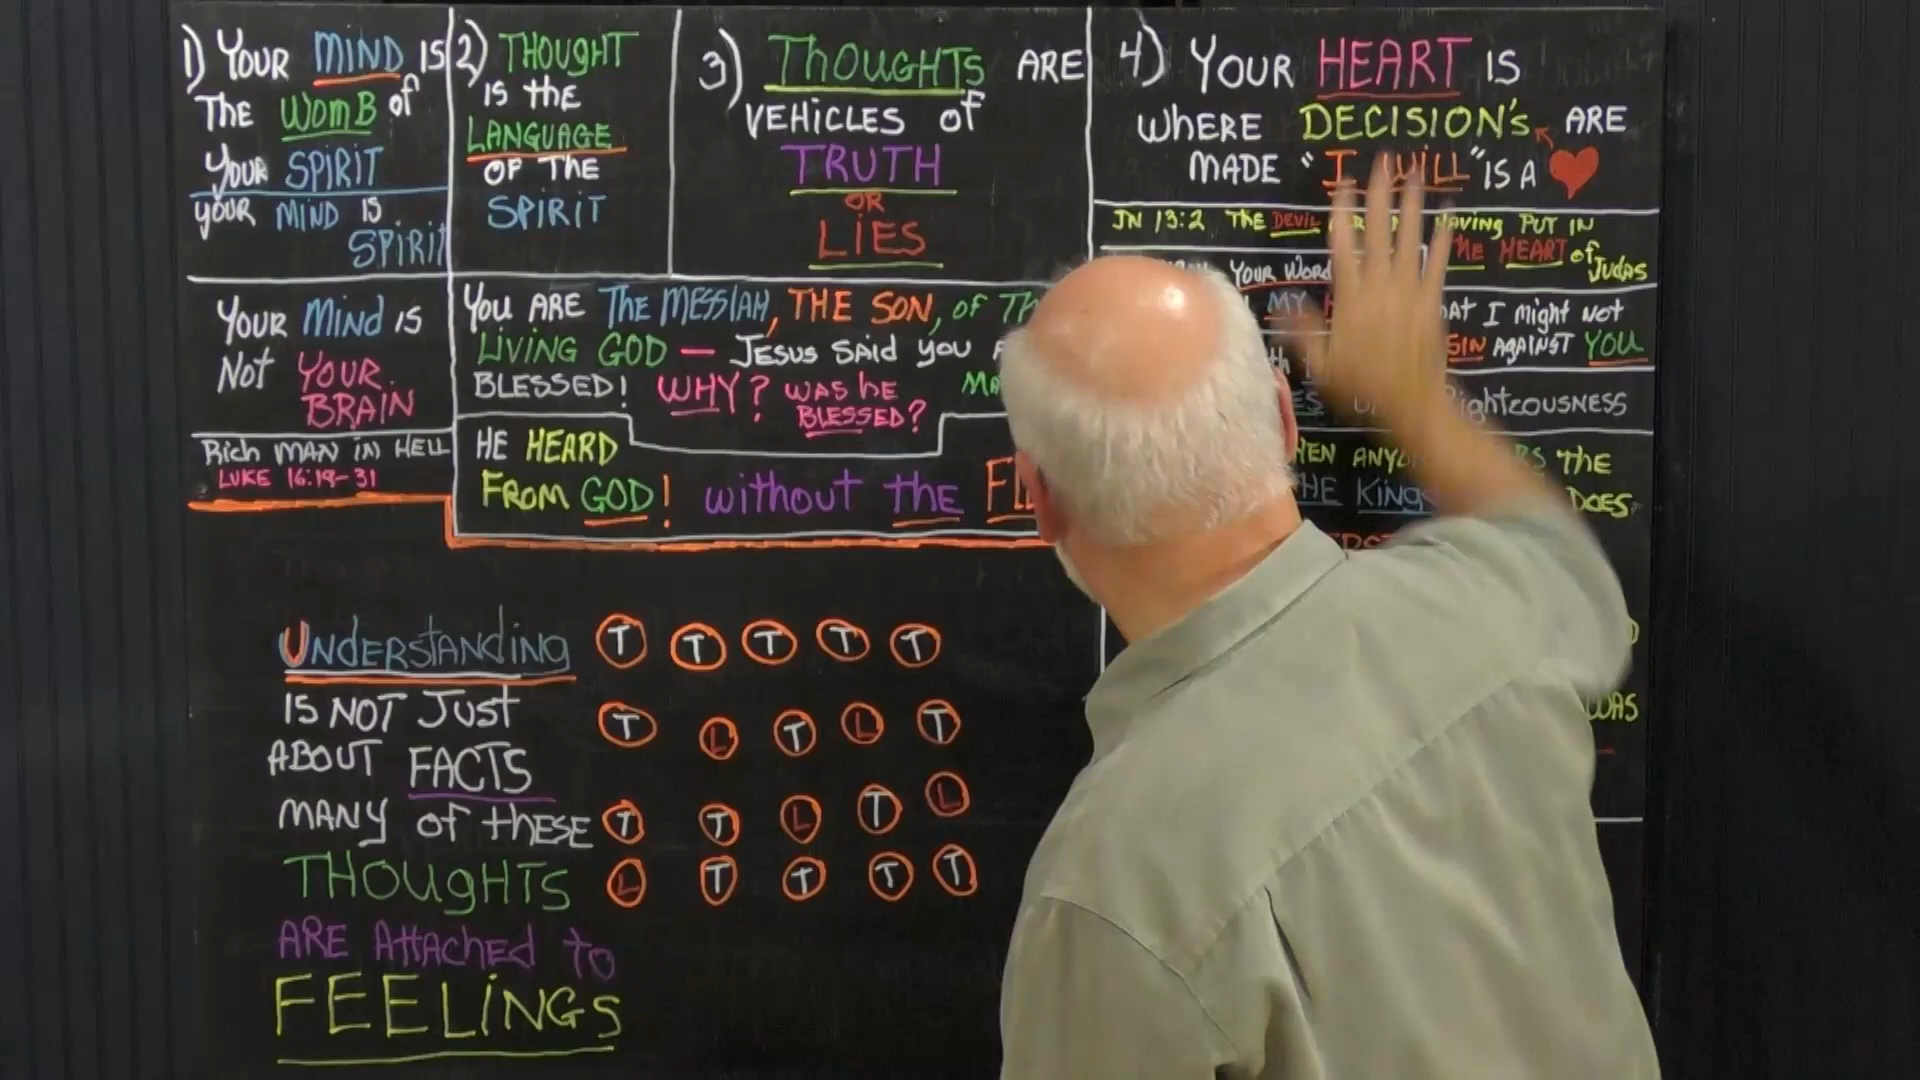 1) YOUR MIND IS
THE WOMB of
YOUR SPIRIT
YOUR MIND IS
SPIRIT
YOUR MIND IS
NOT YOUR
BRAIN
Rich MAN IN HELL
LUKE 16:19-31
2) THOUGHT
IS THE
LANGUAGE
OF THE
SPIRIT
3) THOUGHTS ARE
VEHICLES of
TRUTH
OR
LIES
YOU ARE THE MESSIAH, THE SON, of
LIVING GOD — JESUS SAID YOU
BLESSED! WHY? WAS HE
BLESSED?
HE HEARD
FROM GOD! without the
4) YOUR HEART IS
WHERE DECISION'S ARE
MADE "I WILL" IS A
JN 13:2 THE DEVIL HAVING PUT IN
THE HEART of
JUDAS
YOUR WORD
MY I might NOT
SIN AGAINST YOU
Righteousness
THE
DOES
WAS
UNDERSTANDING T T T T T
IS NOT JUST T L T L T
ABOUT FACTS
MANY of these T T L T L
THOUGHTS L T T T T
ARE Attached to
FEELINGS